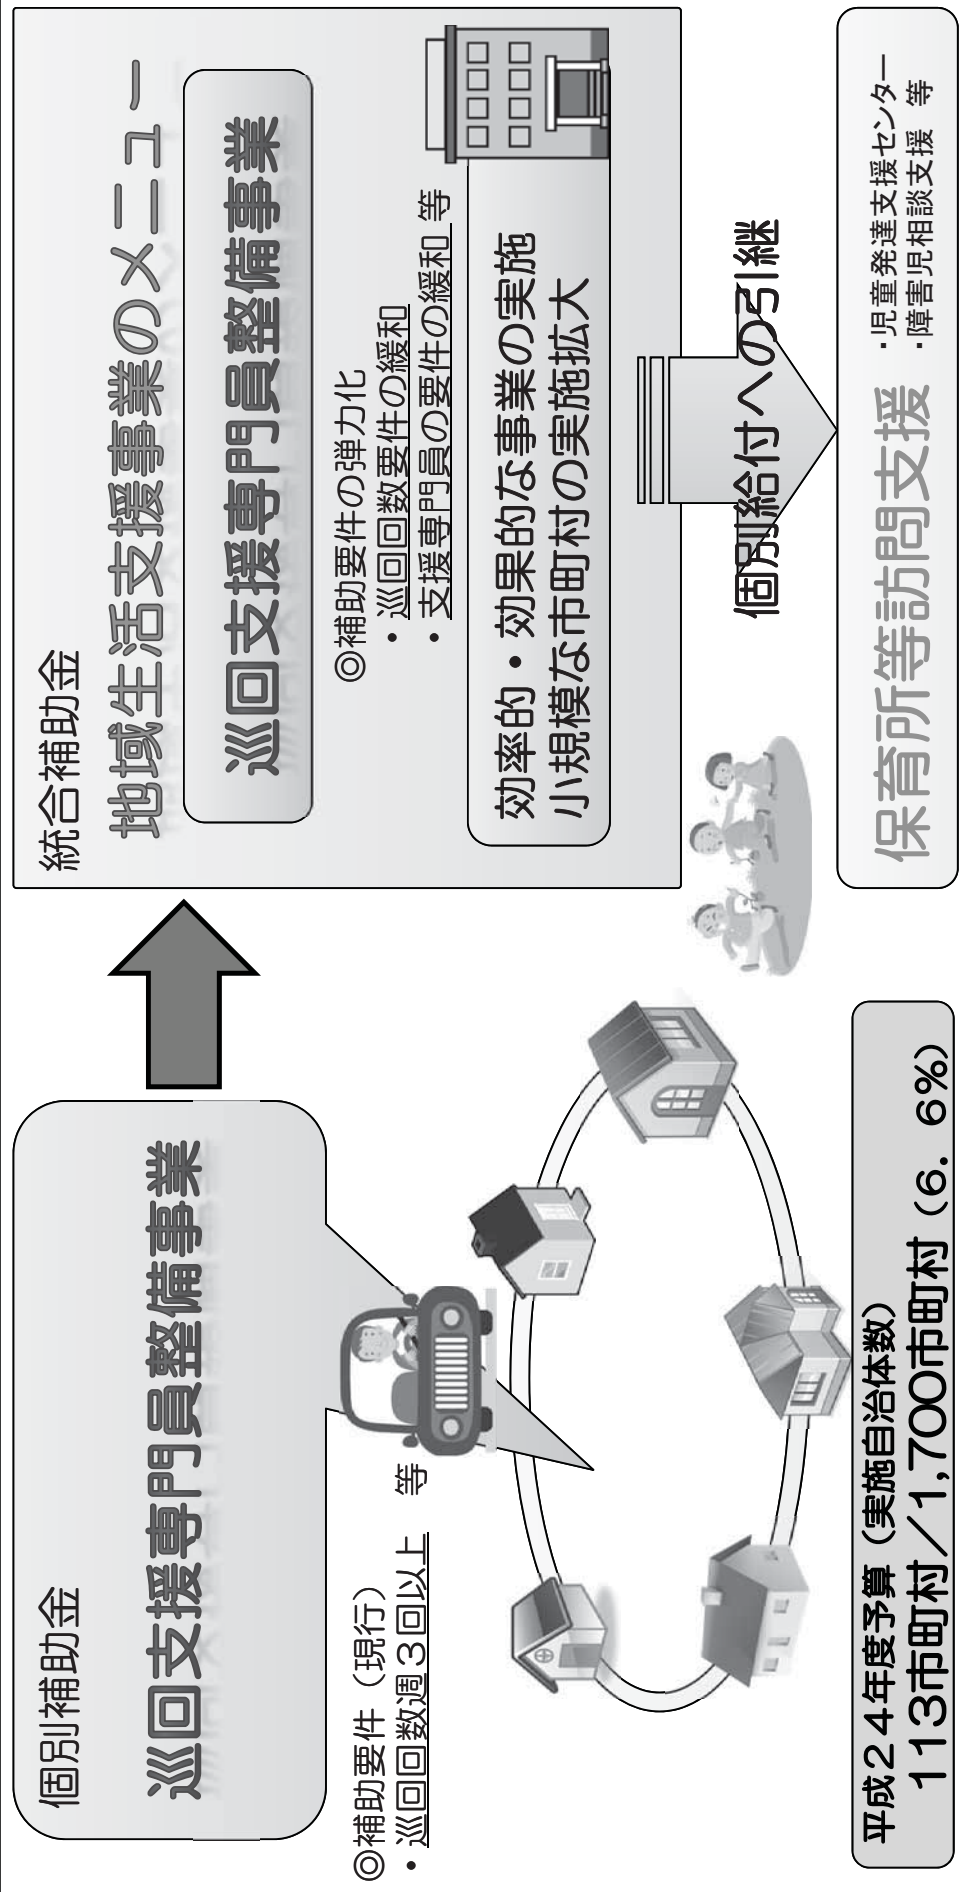 個別補助金
巡回支援専門員整備事業
◎補助要件（現行）
・巡回回数週３回以上　等
平成２４年度予算（実施自治体数）
１１３市町村／１,７００市町村（６．６％）
統合補助金
地域生活支援事業のメニュー
巡回支援専門員整備事業
◎補助要件の弾力化
・巡回回数要件の緩和
・支援専門員の要件の緩和 等
効率的・効果的な事業の実施
小規模な市町村の実施拡大
個別給付への引継
保育所等訪問支援
・児童発達支援センター
・障害児相談支援　等